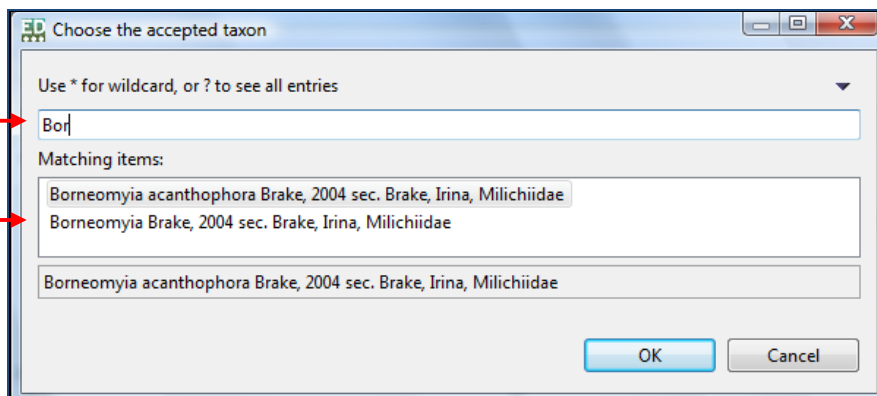 ED Choose the accepted taxon
Use * for wildcard, or ? to see all entries
Bor
Matching items:
Borneomyia acanthophora Brake, 2004 sec. Brake, Irina, Milichiidae
Borneomyia Brake, 2004 sec. Brake, Irina, Milichiidae
Borneomyia acanthophora Brake, 2004 sec. Brake, Irina, Milichiidae
OK Cancel